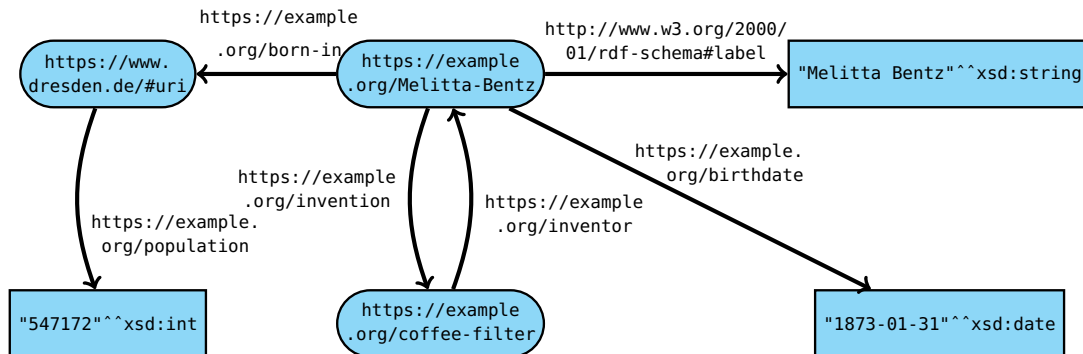 https://example
.org/born-in
http://www.w3.org/2000/
01/rdf-schema#label
https://www.
dresden.de/#uri
https://example
.org/Melitta-Bentz
"Melitta Bentz"^^xsd:string
https://example.
org/birthdate
https://example
.org/invention
https://example
.org/inventor
https://example.
org/population
"547172"^^xsd:int
https://example
.org/coffee-filter
"1873-01-31"^^xsd:date